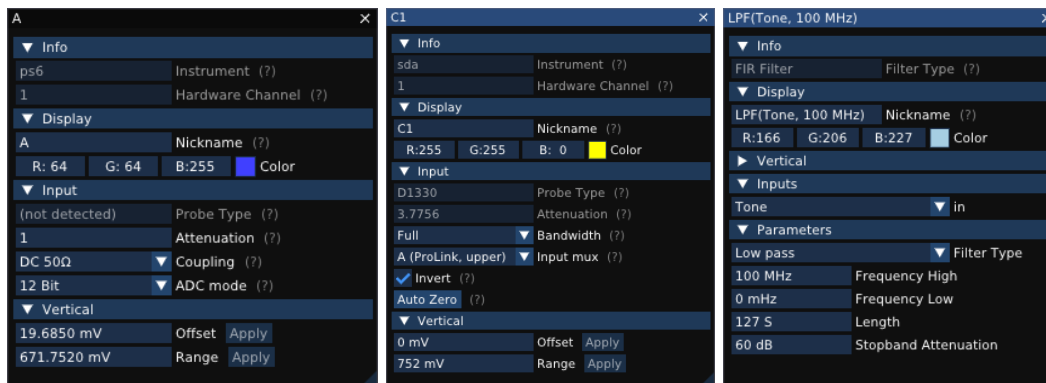 A
Info
ps6 Instrument (?)
1 Hardware Channel (?)
Display
A Nickname (?)
R: 64 G: 64 B:255 Color
Input
(not detected) Probe Type (?)
1 Attenuation (?)
DC 50Ω Coupling (?)
12 Bit ADC mode (?)
Vertical
19.6850 mV Offset Apply
671.7520 mV Range Apply
C1
Info
sda Instrument (?)
1 Hardware Channel (?)
Display
C1 Nickname (?)
R:255 G:255 B: 0 Color
Input
D1330 Probe Type (?)
3.7756 Attenuation (?)
Full Bandwidth (?)
A (ProLink, upper) Input mux (?)
Invert (?)
Auto Zero (?)
Vertical
0 mV Offset Apply
752 mV Range Apply
LPF(Tone, 100 MHz)
Info
FIR Filter Filter Type (?)
Display
LPF(Tone, 100 MHz) Nickname (?)
R:166 G:206 B:227 Color
Vertical
Inputs
Tone in
Parameters
Low pass Filter Type
100 MHz Frequency High
0 mHz Frequency Low
127 S Length
60 dB Stopband Attenuation